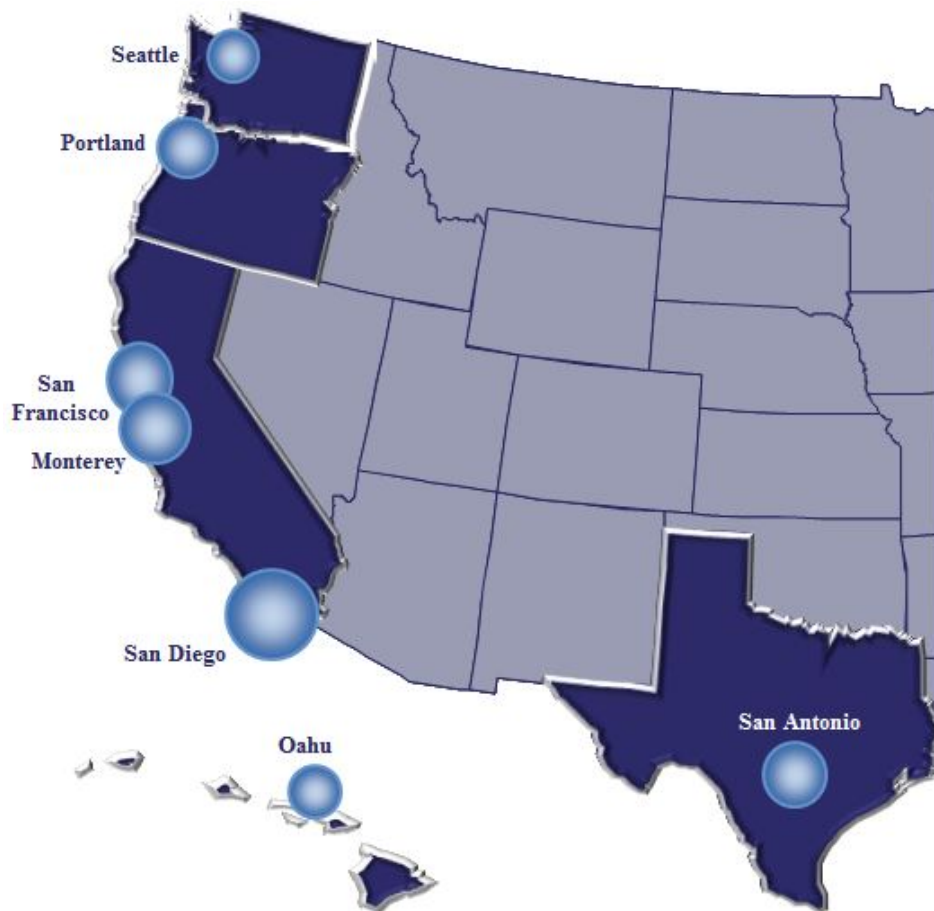 Seattle
Portland
San
Francisco
Monterey
San Diego
San Antonio
Oahu